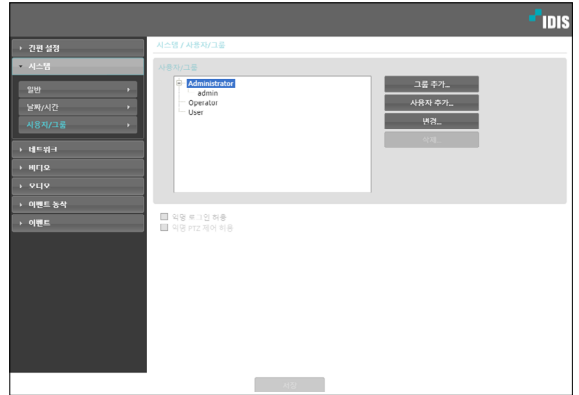 IDIS
간편 설정
시스템
일반
날짜/시간
사용자/그룹
네트워크
비디오
오디오
이벤트 동작
이벤트
시스템 / 사용자/그룹
사용자/그룹
Administrator
admin
Operator
User
그룹 추가...
사용자 추가...
변경...
삭제
익명 로그인 허용
익명 PTZ 제어 허용
저장